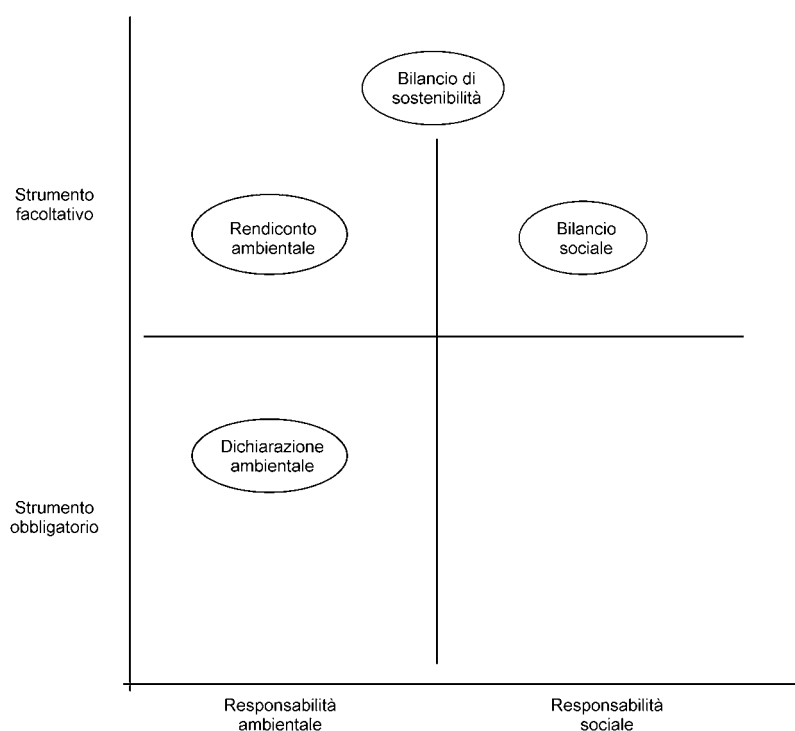 Bilancio di
sostenibilità
Strumento
facoltativo
Rendiconto
ambientale
Bilancio
sociale
Dichiarazione
ambientale
Strumento
obbligatorio
Responsabilità
ambientale
Responsabilità
sociale